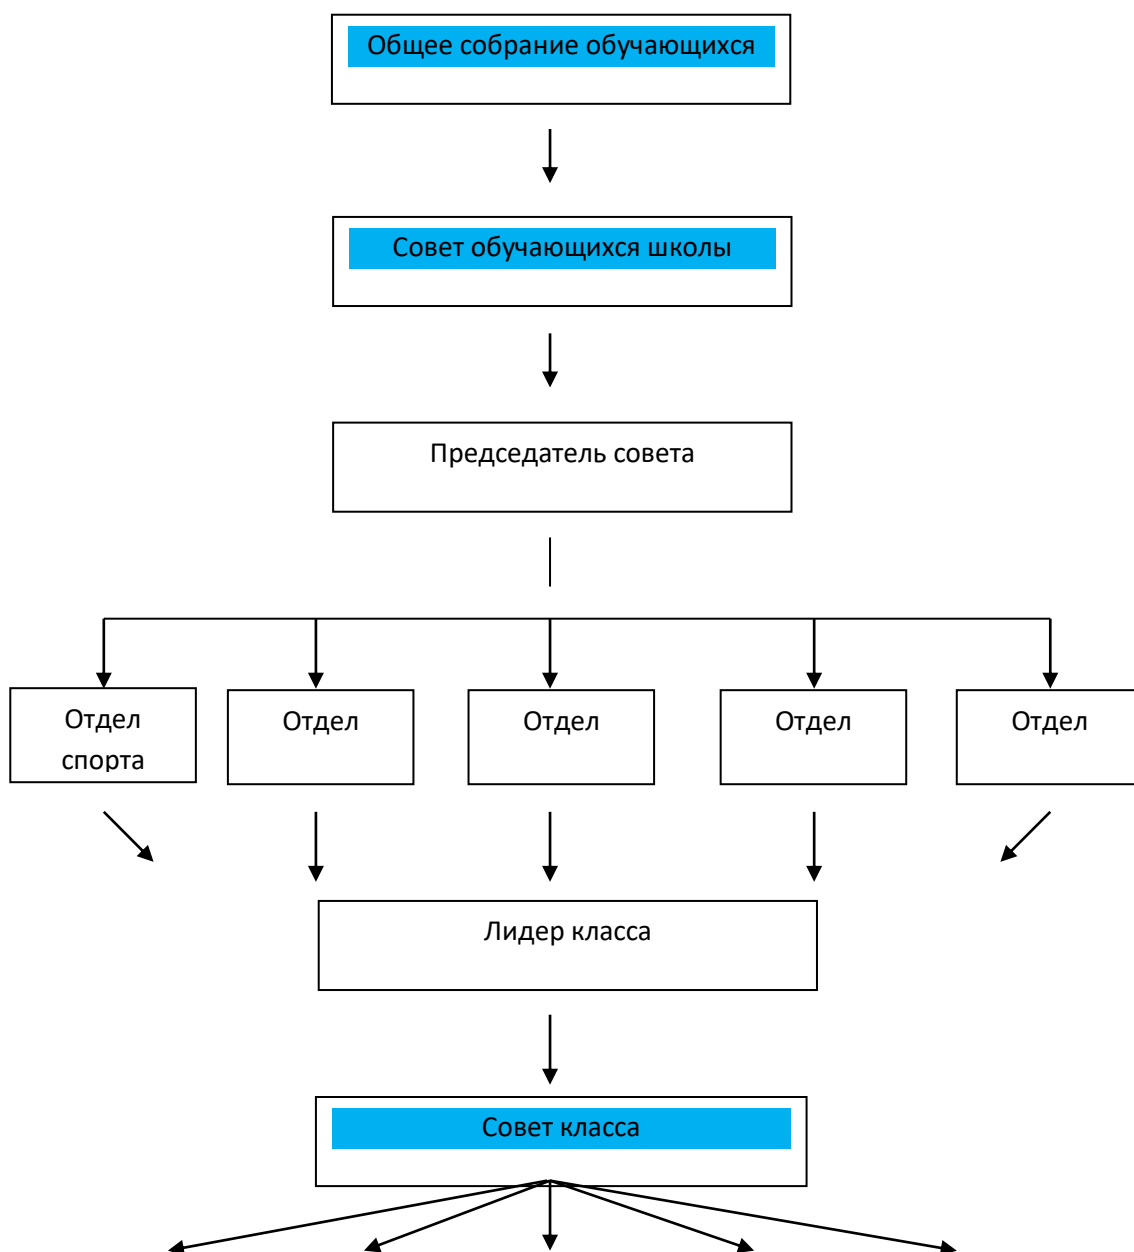 Общее собрание обучающихся
Совет обучающихся школы
Председатель совета
Отдел
спорта
Отдел
Отдел
Отдел
Отдел
Лидер класса
Совет класса